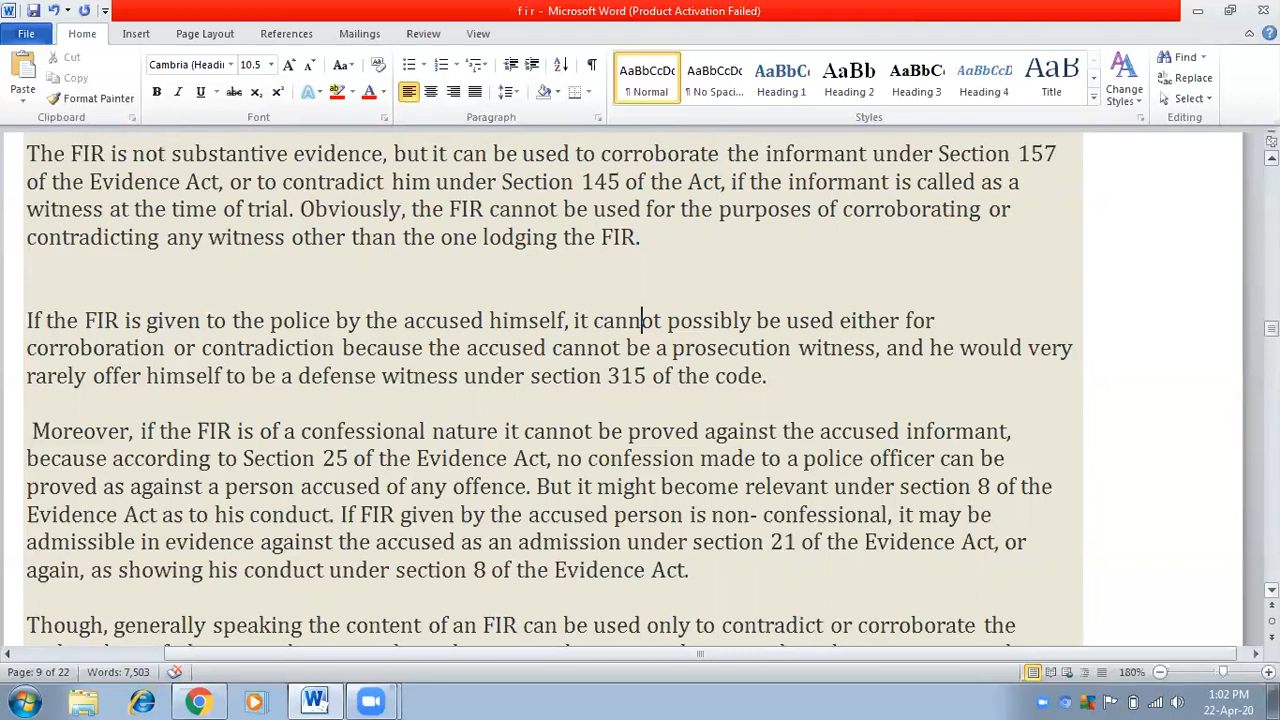 f i r - Microsoft Word (Product Activation Failed)
File Home Insert Page Layout References Mailings Review View
Paste
Cut
Copy
Format Painter
Clipboard
Cambria (Headi 10.5
Font
Paragraph
AaBbCcDc AaBbCcDc AaBbC AaBb AaBbC AaBbCcD AaB
¶ Normal ¶ No Spaci... Heading 1 Heading 2 Heading 3 Heading 4 Title
Styles
Change Styles
Find
Replace
Select
Editing
The FIR is not substantive evidence, but it can be used to corroborate the informant under Section 157
of the Evidence Act, or to contradict him under Section 145 of the Act, if the informant is called as a
witness at the time of trial. Obviously, the FIR cannot be used for the purposes of corroborating or
contradicting any witness other than the one lodging the FIR.
If the FIR is given to the police by the accused himself, it cannot possibly be used either for
corroboration or contradiction because the accused cannot be a prosecution witness, and he would very
rarely offer himself to be a defense witness under section 315 of the code.
Moreover, if the FIR is of a confessional nature it cannot be proved against the accused informant,
because according to Section 25 of the Evidence Act, no confession made to a police officer can be
proved as against a person accused of any offence. But it might become relevant under section 8 of the
Evidence Act as to his conduct. If FIR given by the accused person is non- confessional, it may be
admissible in evidence against the accused as an admission under section 21 of the Evidence Act, or
again, as showing his conduct under section 8 of the Evidence Act.
Though, generally speaking the content of an FIR can be used only to contradict or corroborate the
Page: 9 of 22 Words: 7,503 180%
1:02 PM
22-Apr-20